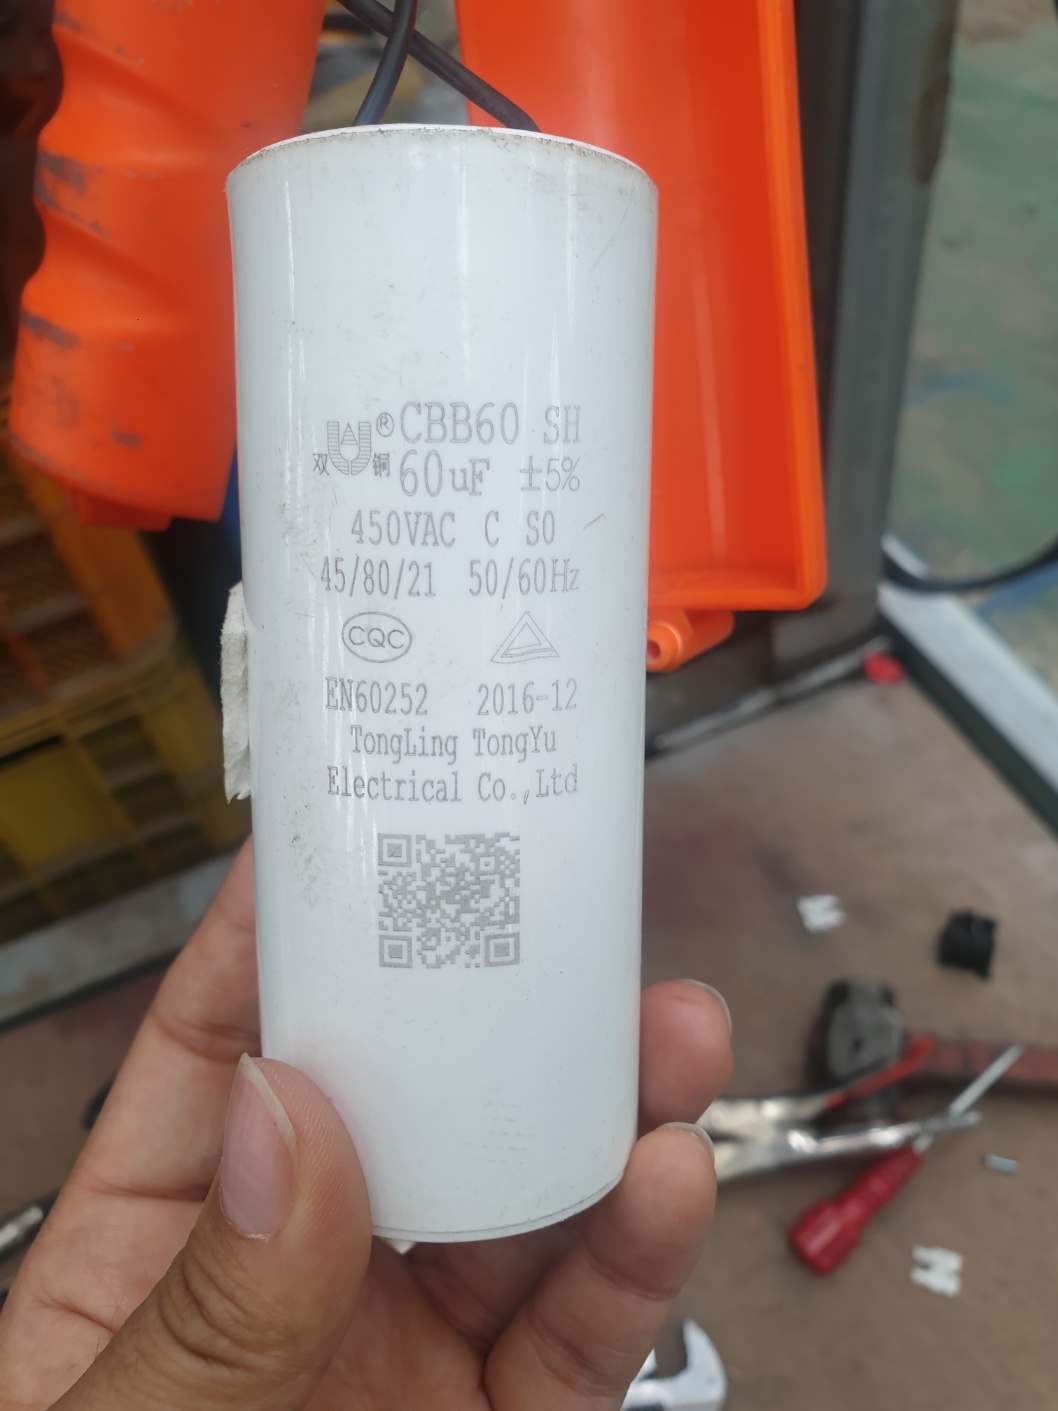 ® CBB60 SH
双铜 60uF ±5%
450VAC C S0
45/80/21 50/60Hz
CQC
EN60252 2016-12
TongLing TongYu
Electrical Co.,Ltd